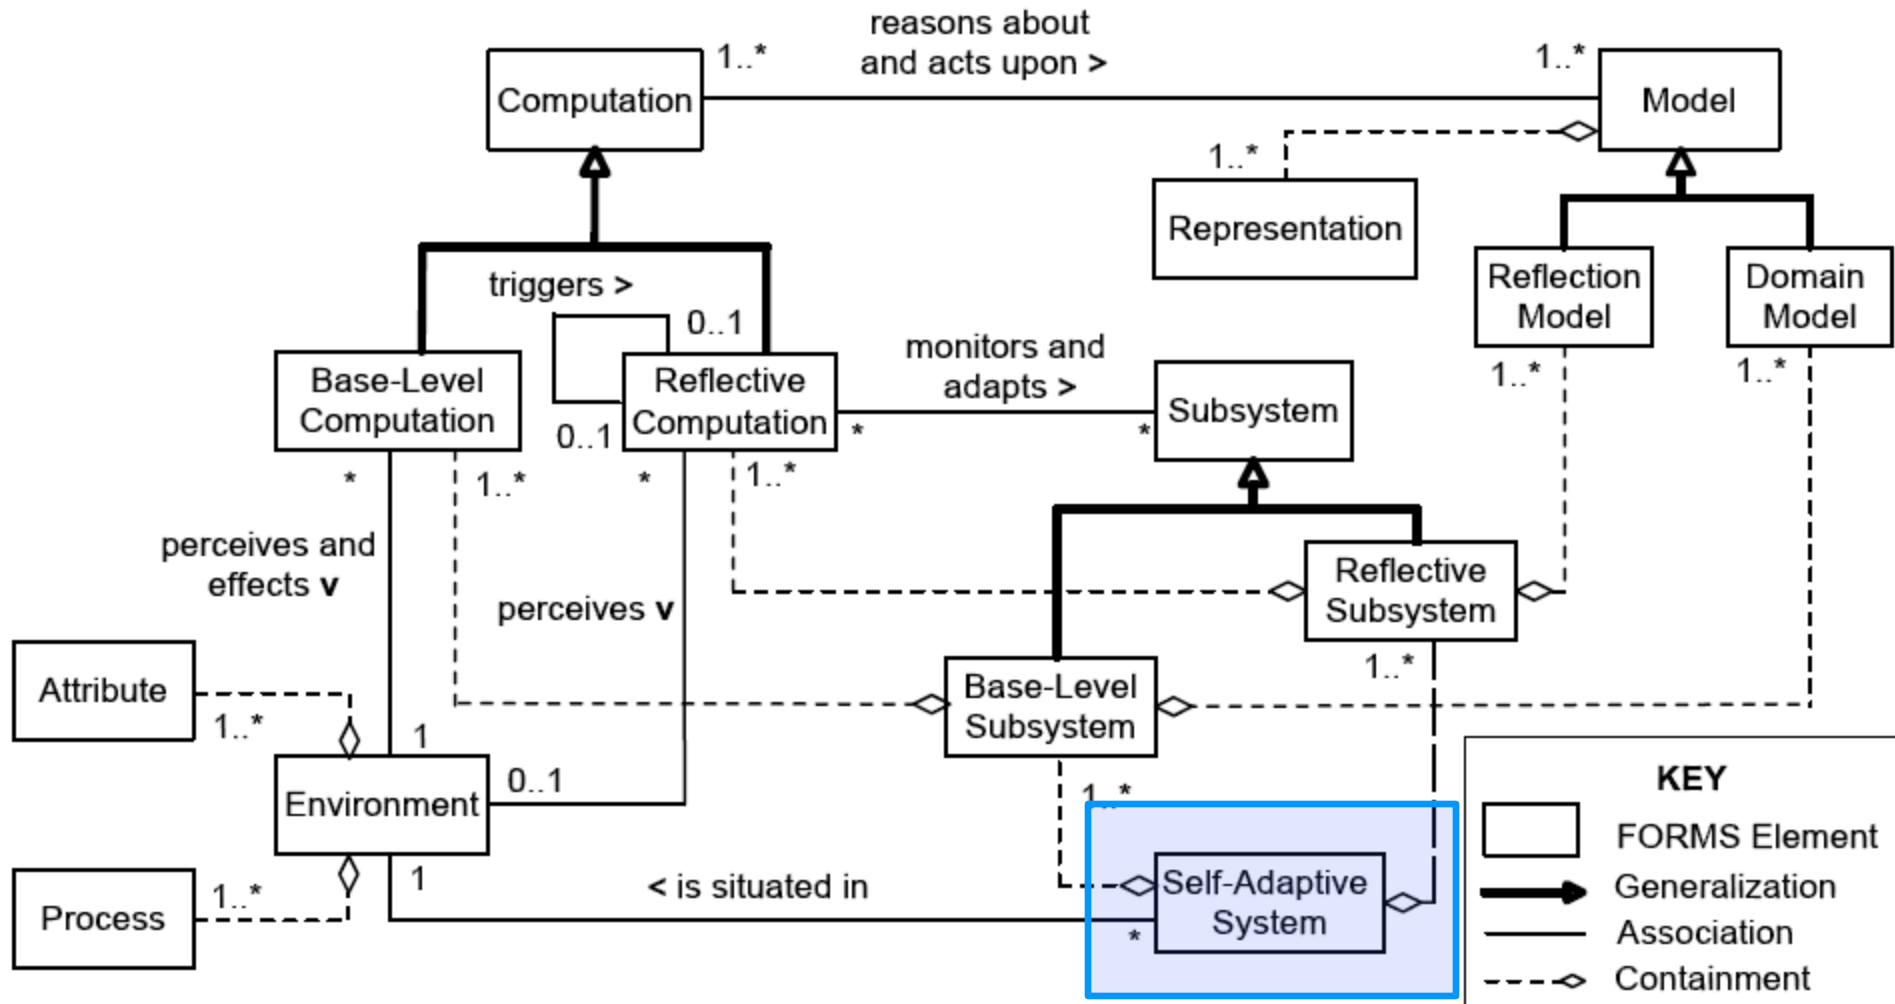 reasons about
and acts upon >
1..*
1..*
Computation
Model
1..*
Representation
Reflection
Model
Domain
Model
triggers >
0..1
0..1
Base-Level
Computation
Reflective
Computation
monitors and
adapts >
Subsystem
*
*
1..*
1..*
*
1..*
*
1..*
perceives and
effects v
perceives v
Reflective
Subsystem
1..*
Base-Level
Subsystem
Attribute
1..*
1
0..1
Environment
1..*
1
Process
1..*
< is situated in
*
Self-Adaptive
System
KEY
FORMS Element
Generalization
Association
Containment